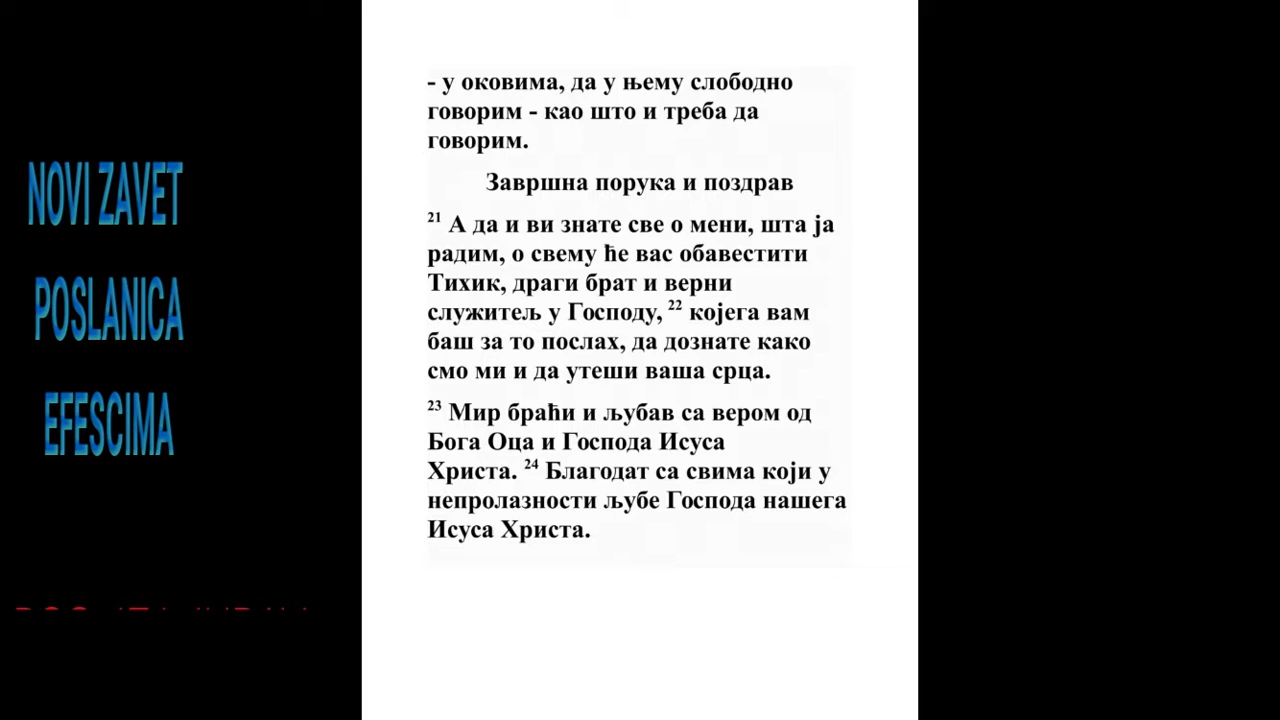 NOVI ZAVET
POSLANICA
EFESCIMA
- у оковима, да у њему слободно
говорим - као што и треба да
говорим.
Завршна порука и поздрав
21 А да и ви знате све о мени, шта ја
радим, о свему ће вас обавестити
Тихик, драги брат и верни
служитељ у Господу, 22 којега вам
баш за то послах, да дознате како
смо ми и да утеши ваша срца.
23 Мир браћи и љубав са вером од
Бога Оца и Господа Исуса
Христа. 24 Благодат са свима који у
непролазности љубе Господа нашега
Исуса Христа.